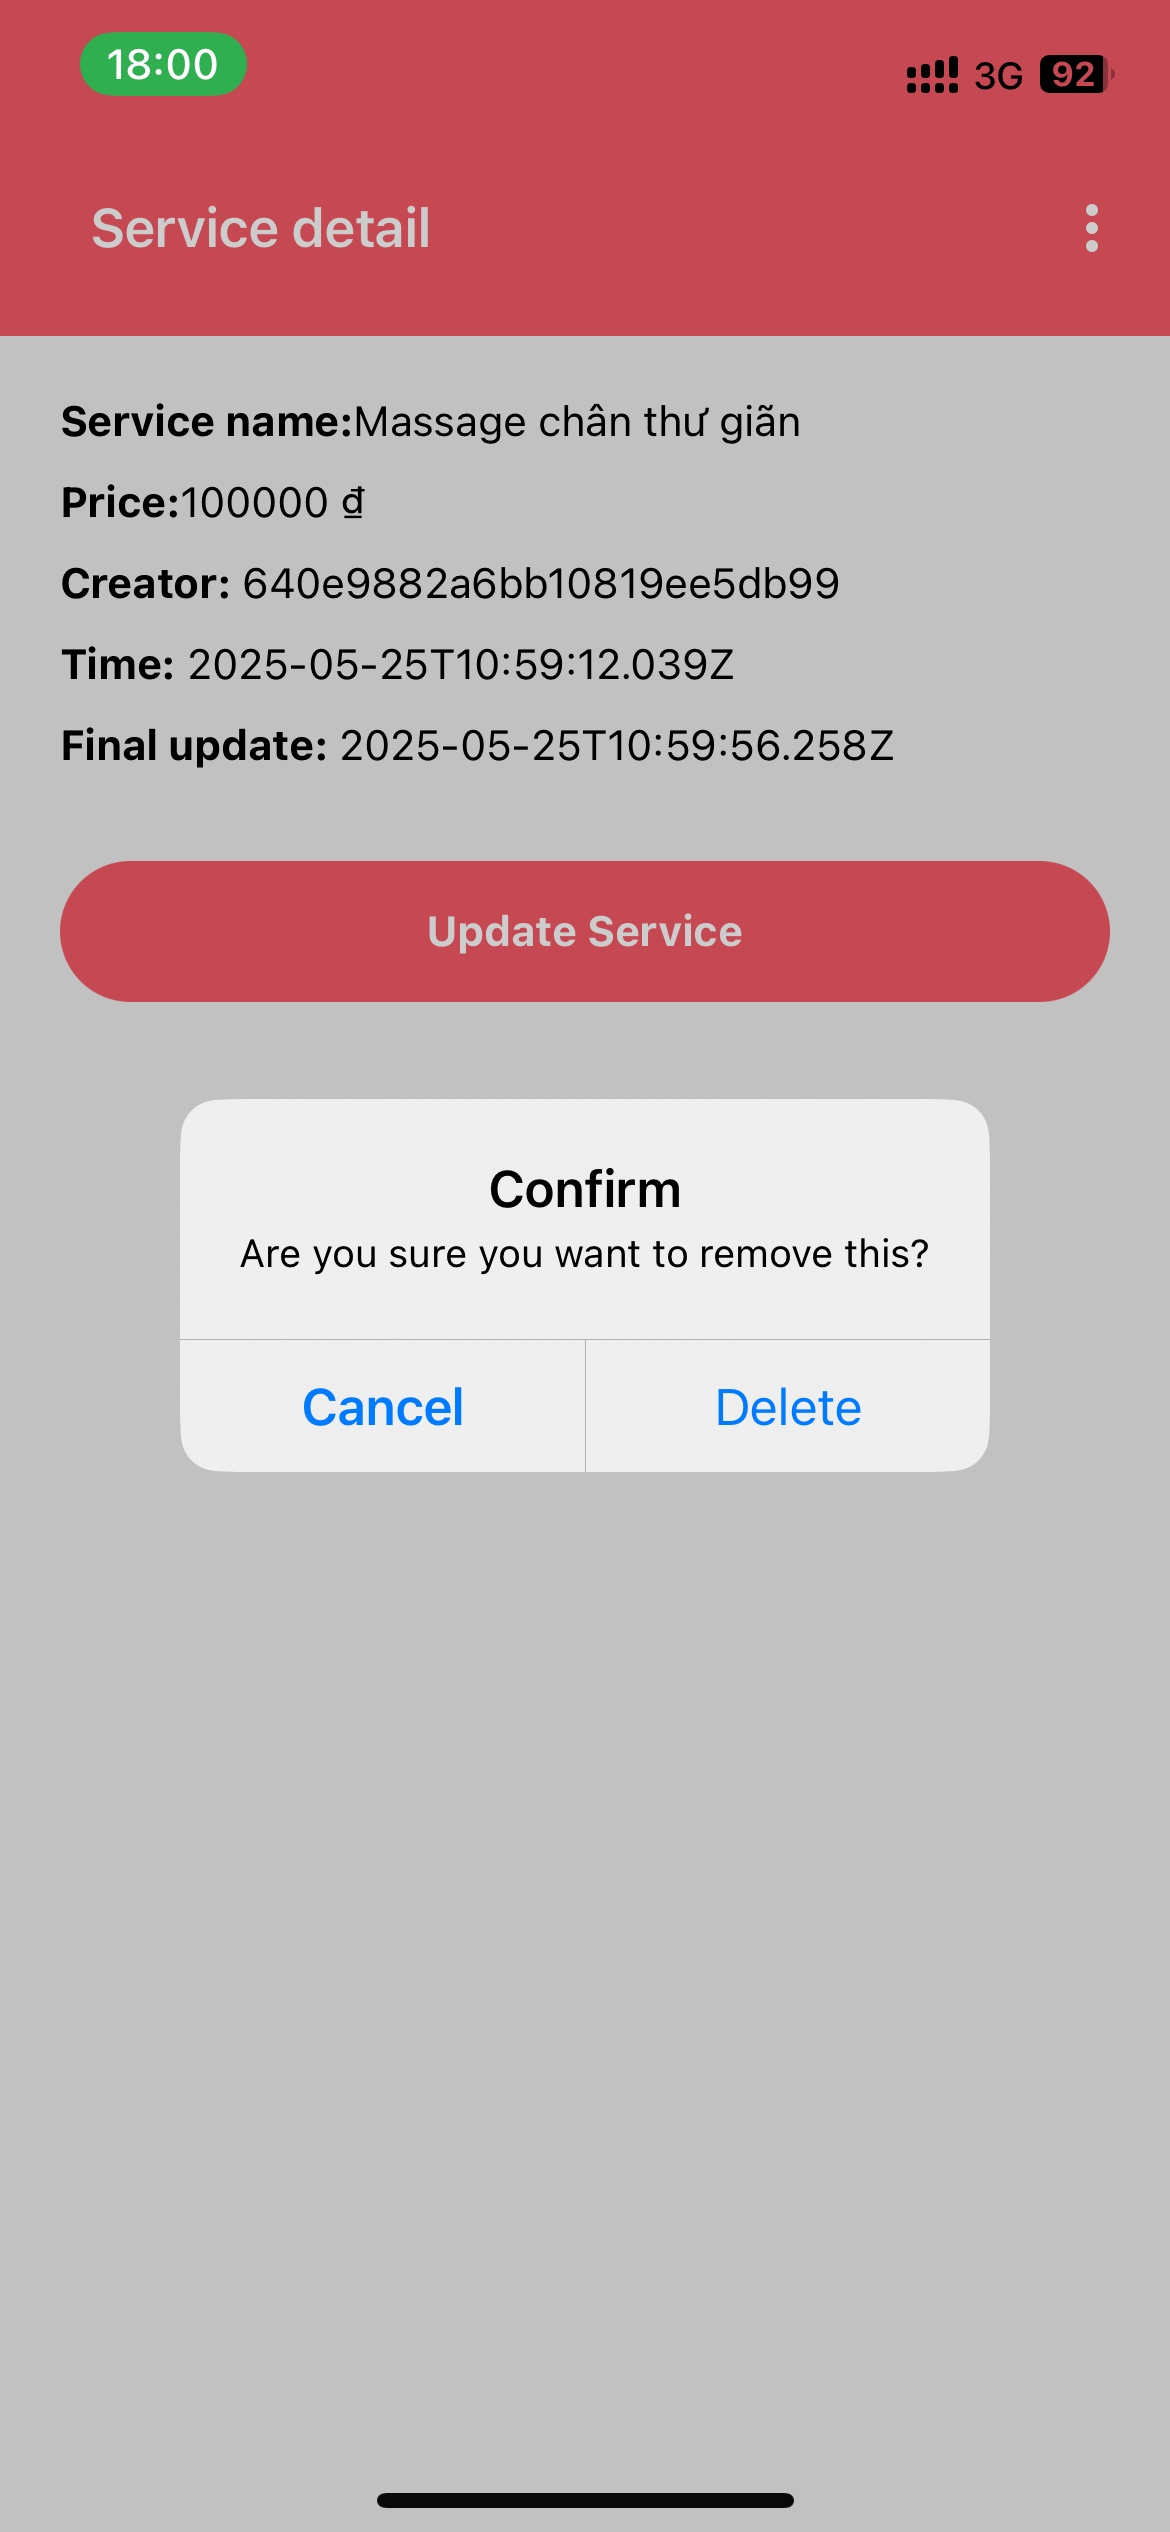 18:00
3G 92
Service detail
Service name:Massage chân thư giãn
Price:100000 ₫
Creator: 640e9882a6bb10819ee5db99
Time: 2025-05-25T10:59:12.039Z
Final update: 2025-05-25T10:59:56.258Z
Update Service
Confirm
Are you sure you want to remove this?
Cancel Delete